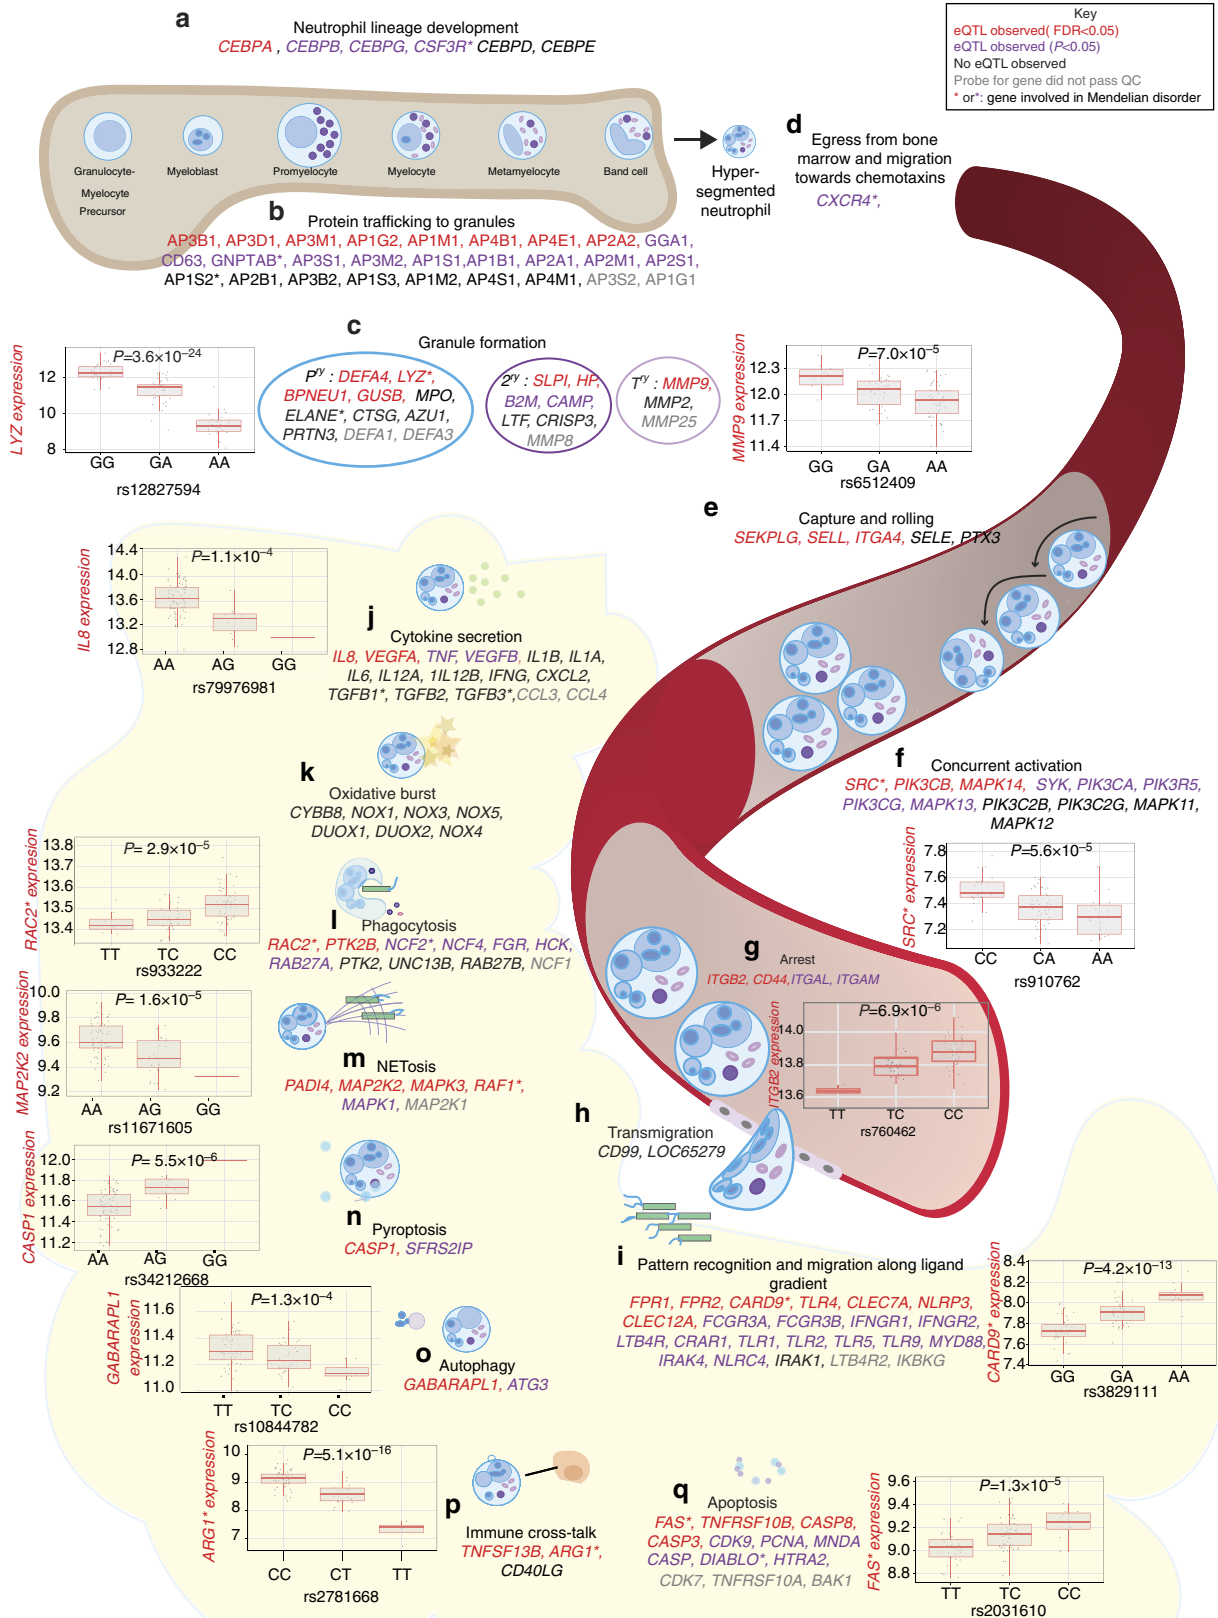 a
Neutrophil lineage development
CEBPA , CEBPB, CEBPG, CSF3R* CEBPD, CEBPE
Key
eQTL observed( FDR<0.05)
eQTL observed (P<0.05)
No eQTL observed
Probe for gene did not pass QC
* or*: gene involved in Mendelian disorder
Granulocyte-
Myelocyte
Precursor
Myeloblast
Promyelocyte
Myelocyte
Metamyelocyte
Band cell
Hyper-
segmented
neutrophil
d
Egress from bone
marrow and migration
towards chemotaxins
CXCR4*,
b
Protein trafficking to granules
AP3B1, AP3D1, AP3M1, AP1G2, AP1M1, AP4B1, AP4E1, AP2A2, GGA1,
CD63, GNPTAB*, AP3S1, AP3M2, AP1S1,AP1B1, AP2A1, AP2M1, AP2S1,
AP1S2*, AP2B1, AP3B2, AP1S3, AP1M2, AP4S1, AP4M1, AP3S2, AP1G1
c
Granule formation
LYZ expression
P=3.6×10−24
12
10
8
GG GA AA
rs12827594
Pry : DEFA4, LYZ*,
BPNEU1, GUSB, MPO,
ELANE*, CTSG, AZU1,
PRTN3, DEFA1, DEFA3
2ry : SLPI, HP,
B2M, CAMP,
LTF, CRISP3,
MMP8
Try : MMP9,
MMP2,
MMP25
MMP9 expression
P=7.0×10−5
12.3
12.0
11.7
11.4
GG GA AA
rs6512409
e
Capture and rolling
SEKPLG, SELL, ITGA4, SELE, PTX3
IL8 expression
P=1.1×10−4
14.4
14.0
13.6
13.2
12.8
AA AG GG
rs79976981
j
Cytokine secretion
IL8, VEGFA, TNF, VEGFB, IL1B, IL1A,
IL6, IL12A, 1IL12B, IFNG, CXCL2,
TGFB1*, TGFB2, TGFB3*,CCL3, CCL4
k
Oxidative burst
CYBB8, NOX1, NOX3, NOX5,
DUOX1, DUOX2, NOX4
f
Concurrent activation
SRC*, PIK3CB, MAPK14, SYK, PIK3CA, PIK3R5,
PIK3CG, MAPK13, PIK3C2B, PIK3C2G, MAPK11,
MAPK12
SRC* expression
P=5.6×10−5
7.8
7.6
7.4
7.2
CC CA AA
rs910762
RAC2* expression
P= 2.9×10−5
13.8
13.7
13.6
13.5
13.4
TT TC CC
rs933222
l
Phagocytosis
RAC2*, PTK2B, NCF2*, NCF4, FGR, HCK,
RAB27A, PTK2, UNC13B, RAB27B, NCF1
g
Arrest
ITGB2, CD44,ITGAL, ITGAM
ITGB2 expression
P=6.9×10−6
14.0
13.8
13.6
TT TC CC
rs760462
MAP2K2 expression
P= 1.6×10−5
10.0
9.8
9.6
9.4
9.2
AA AG GG
rs11671605
m
NETosis
PADI4, MAP2K2, MAPK3, RAF1*,
MAPK1, MAP2K1
h
Transmigration
CD99, LOC65279
CASP1 expression
P= 5.5×10−6
12.0
11.8
11.6
11.4
11.2
AA AG GG
rs34212668
n
Pyroptosis
CASP1, SFRS2IP
i
Pattern recognition and migration along ligand
gradient
FPR1, FPR2, CARD9*, TLR4, CLEC7A, NLRP3,
CLEC12A, FCGR3A, FCGR3B, IFNGR1, IFNGR2,
LTB4R, CRAR1, TLR1, TLR2, TLR5, TLR9, MYD88,
IRAK4, NLRC4, IRAK1, LTB4R2, IKBKG
CARD9* expression
P=4.2×10−13
8.4
8.2
8.0
7.8
7.6
7.4
GG GA AA
rs3829111
GABARAPL1
expression
P=1.3×10−4
11.6
11.4
11.2
11.0
TT TC CC
rs10844782
o
Autophagy
GABARAPL1, ATG3
ARG1* expression
P=5.1×10−16
10
9
8
7
CC CT TT
rs2781668
p
Immune cross-talk
TNFSF13B, ARG1*,
CD40LG
q
Apoptosis
FAS*, TNFRSF10B, CASP8,
CASP3, CDK9, PCNA, MNDA
CASP, DIABLO*, HTRA2,
CDK7, TNFRSF10A, BAK1
FAS* expression
P=1.3×10−5
9.6
9.4
9.2
9.0
8.8
TT TC CC
rs2031610